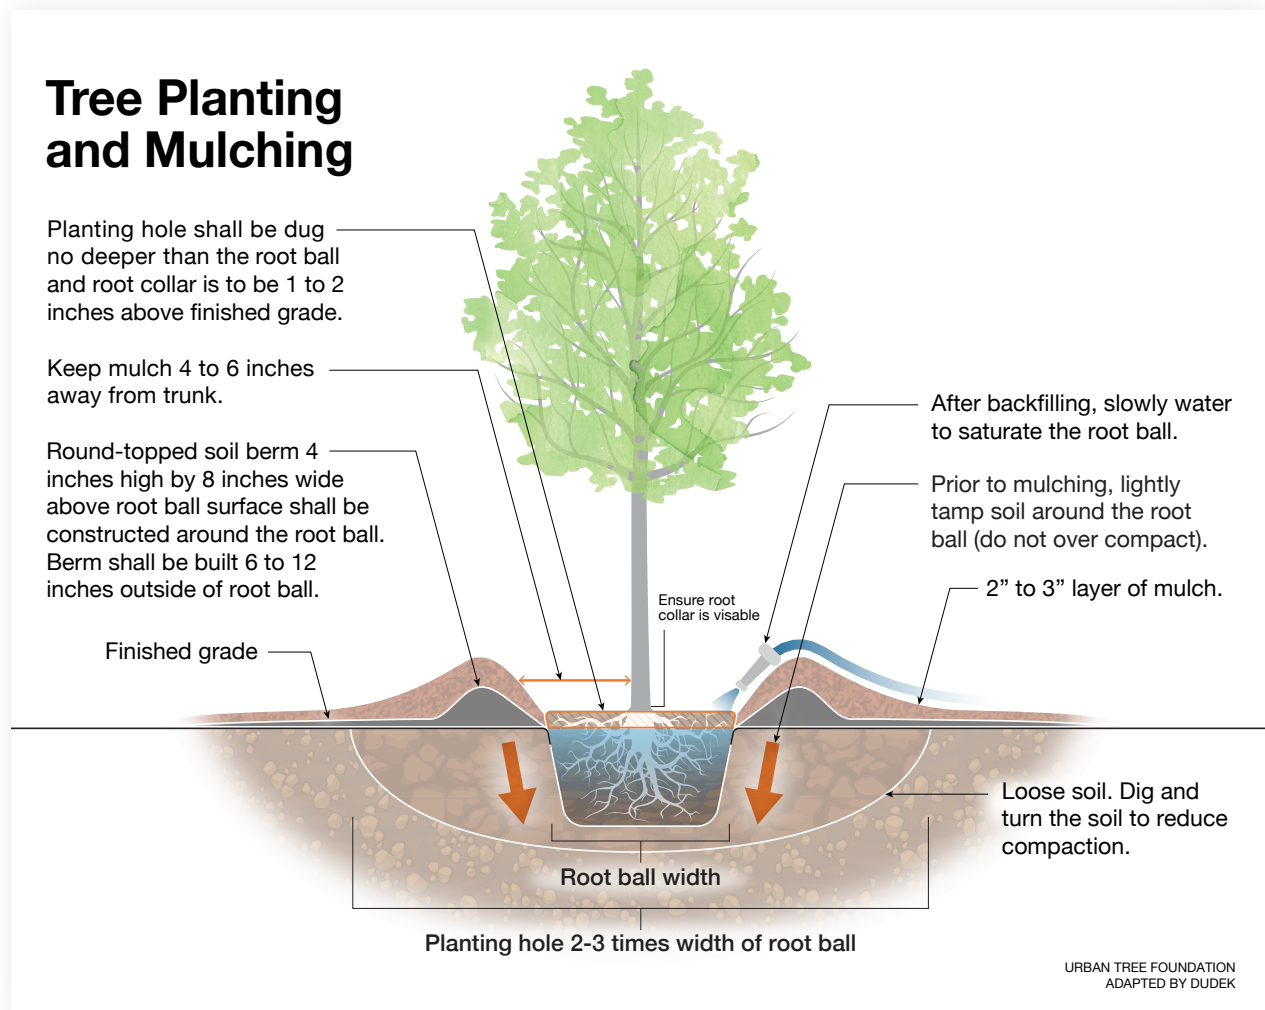 Tree Planting
and Mulching
Planting hole shall be dug
no deeper than the root ball
and root collar is to be 1 to 2
inches above finished grade.
Keep mulch 4 to 6 inches
away from trunk.
Round-topped soil berm 4
inches high by 8 inches wide
above root ball surface shall be
constructed around the root ball.
Berm shall be built 6 to 12
inches outside of root ball.
Finished grade
Ensure root
collar is visable
After backfilling, slowly water
to saturate the root ball.
Prior to mulching, lightly
tamp soil around the root
ball (do not over compact).
2” to 3” layer of mulch.
Loose soil. Dig and
turn the soil to reduce
compaction.
Root ball width
Planting hole 2-3 times width of root ball
URBAN TREE FOUNDATION
ADAPTED BY DUDEK